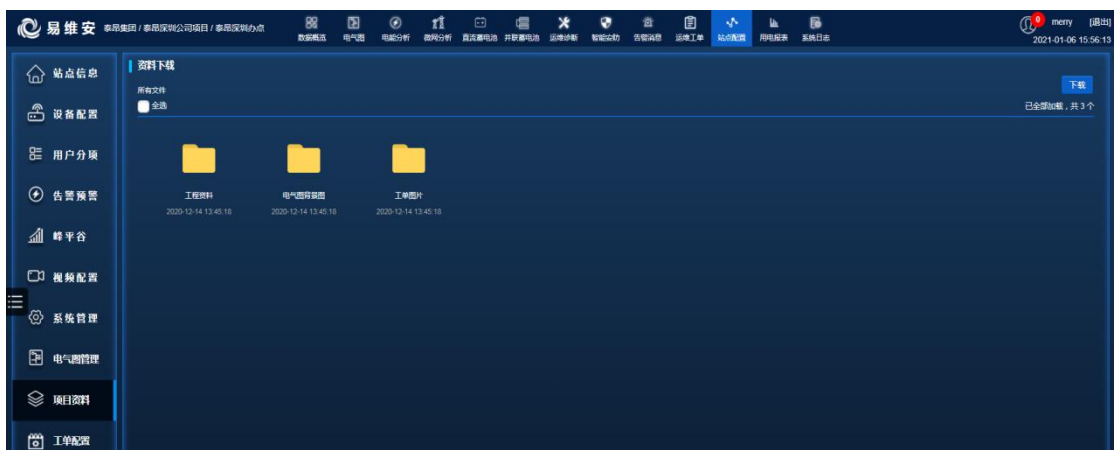 易维安 泰昂集团 / 泰昂深圳公司项目 / 泰昂深圳办点
数据概览 电气图 电能分析 微网分析 直流蓄电池 并联蓄电池 运维诊断 智能安防 告警消息 运维工单 站点配置 用电报表 系统日志
0 merry [退出]
2021-01-06 15:56:13
站点信息
设备配置
用户分项
告警预警
峰平谷
视频配置
系统管理
电气图管理
项目资料
工单配置
资料下载
所有文件
下载
全选
已全部加载，共3个
工程资料
2020-12-14 13:45:18
电气图背景图
2020-12-14 13:45:18
工单图片
2020-12-14 13:45:18